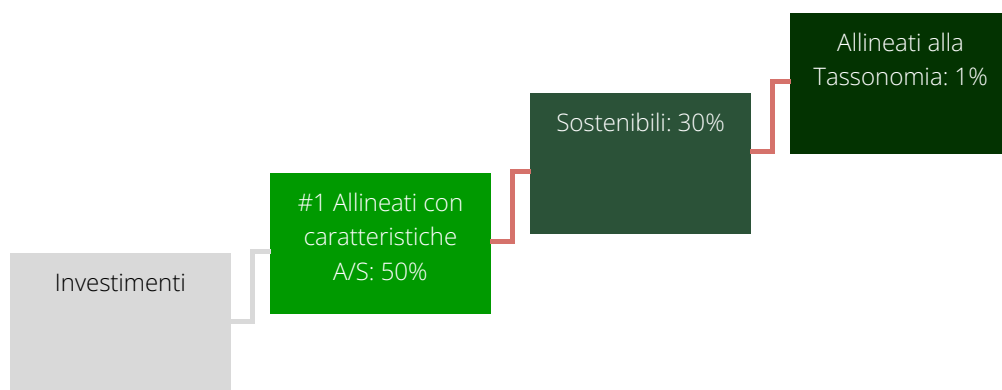 Allineati alla
Tassonomia: 1%
Sostenibili: 30%
#1 Allineati con
caratteristiche
A/S: 50%
Investimenti